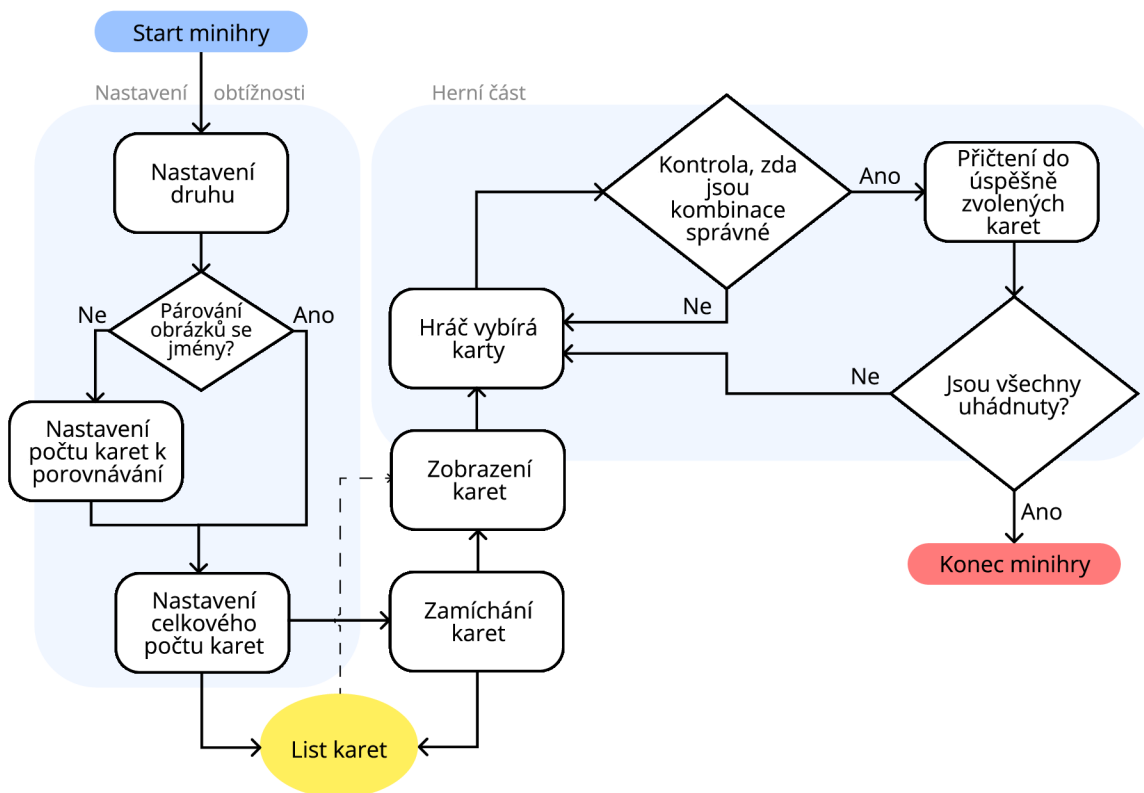 Start minihry
Nastavení obtížnosti
Herní část
Nastavení
druhu
Párování
obrázků se
jmény?
Ne
Ano
Nastavení
počtu karet k
porovnávání
Nastavení
celkového
počtu karet
List karet
Zamíchání
karet
Zobrazení
karet
Hráč vybírá
karty
Kontrola, zda
jsou
kombinace
správné
Ano
Ne
Přičtení do
úspěšně
zvolených
karet
Jsou všechny
uhádnuty?
Ne
Ano
Konec minihry